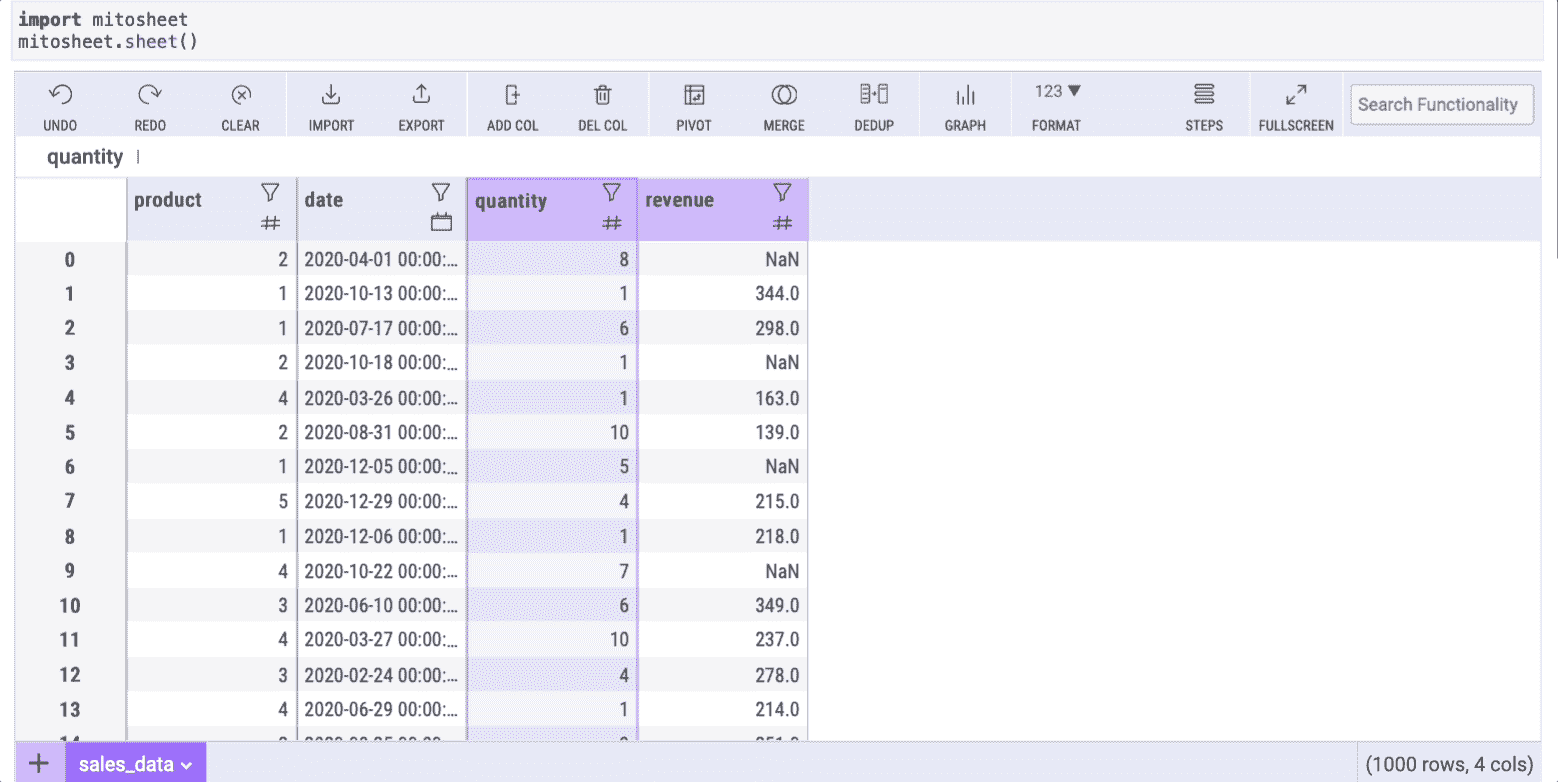 import mitosheet
mitosheet.sheet()
UNDO REDO CLEAR IMPORT EXPORT ADD COL DEL COL PIVOT MERGE DEDUP GRAPH 123 ▼ FORMAT STEPS FULLSCREEN Search Functionality
quantity
product date quantity revenue
0 2 2020-04-01 00:00:... 8 NaN
1 1 2020-10-13 00:00:... 1 344.0
2 1 2020-07-17 00:00:... 6 298.0
3 2 2020-10-18 00:00:... 1 NaN
4 4 2020-03-26 00:00:... 1 163.0
5 2 2020-08-31 00:00:... 10 139.0
6 1 2020-12-05 00:00:... 5 NaN
7 5 2020-12-29 00:00:... 4 215.0
8 1 2020-12-06 00:00:... 1 218.0
9 4 2020-10-22 00:00:... 7 NaN
10 3 2020-06-10 00:00:... 6 349.0
11 4 2020-03-27 00:00:... 10 237.0
12 3 2020-02-24 00:00:... 4 278.0
13 4 2020-06-29 00:00:... 1 214.0
+ sales_data (1000 rows, 4 cols)